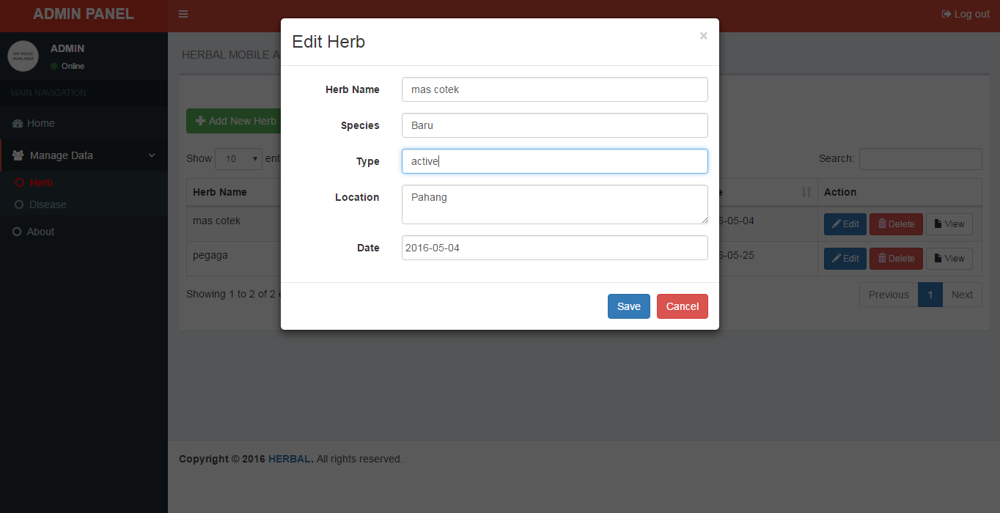 ADMIN PANEL
Log out
NO IMAGE
AVAILABLE
ADMIN
Online
MAIN NAVIGATION
Home
Manage Data
Herb
Disease
About
HERBAL MOBILE A
Add New Herb
Show 10 ent
Search:
Herb Name
e
Action
mas cotek
6-05-04
Edit
Delete
View
pegaga
6-05-25
Edit
Delete
View
Showing 1 to 2 of 2 e
Previous
1
Next
Edit Herb
×
Herb Name
mas cotek
Species
Baru
Type
active
Location
Pahang
Date
2016-05-04
Save
Cancel
Copyright © 2016 HERBAL. All rights reserved.